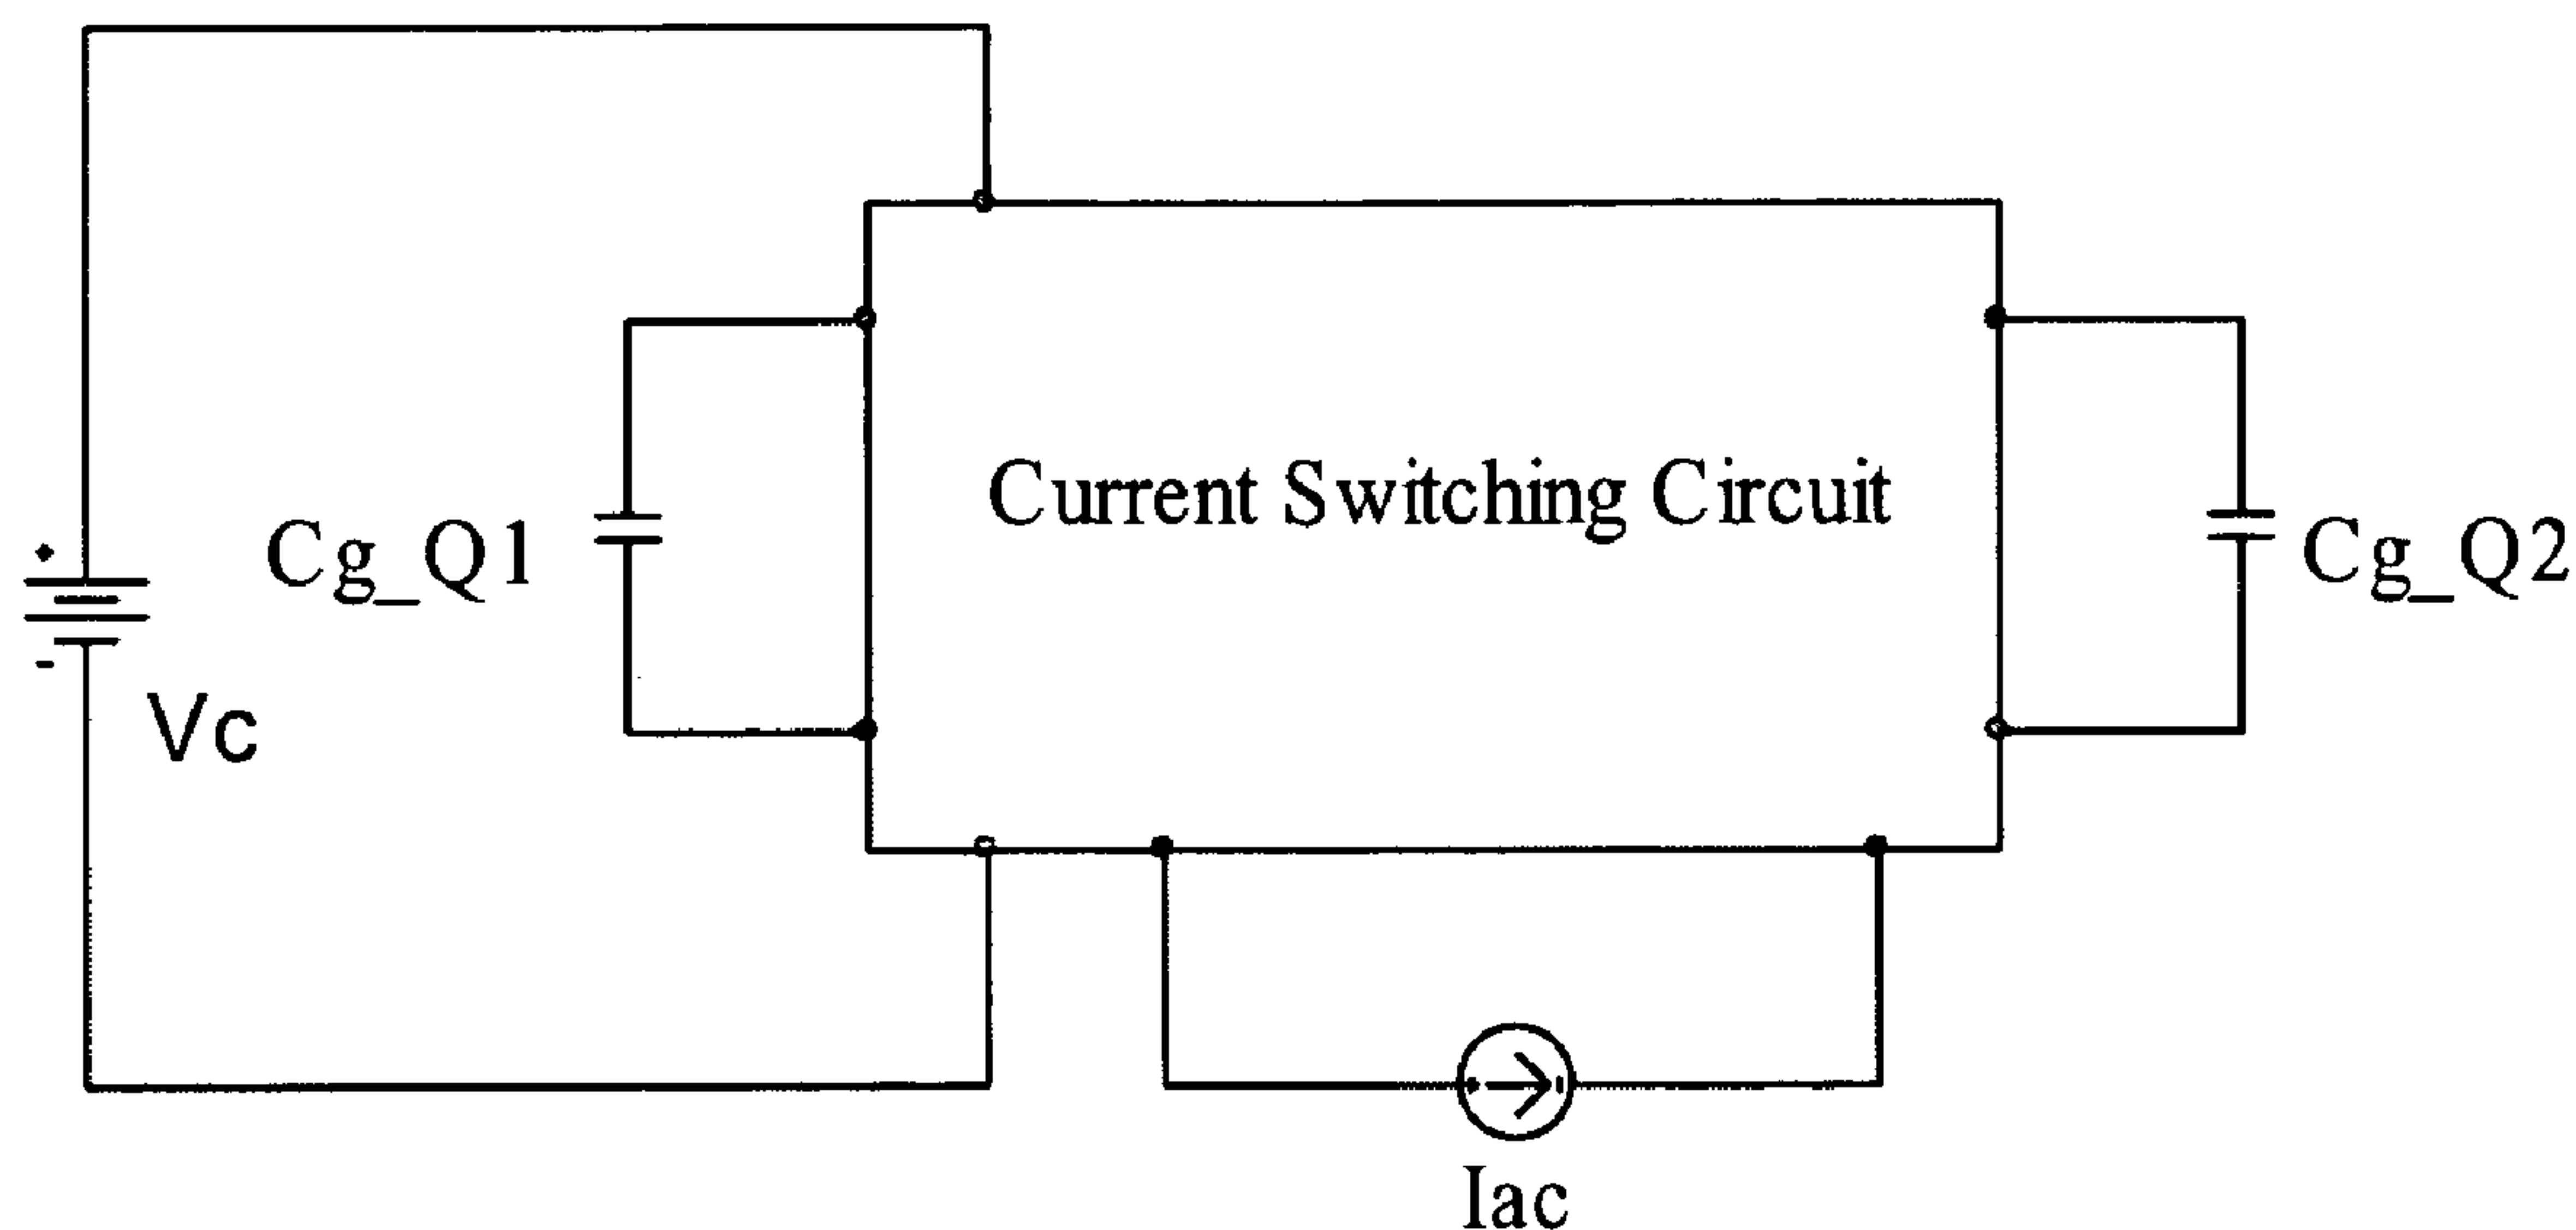 Current Switching Circuit
Cg_Q1
Cg_Q2
+
-
Vc
Iac